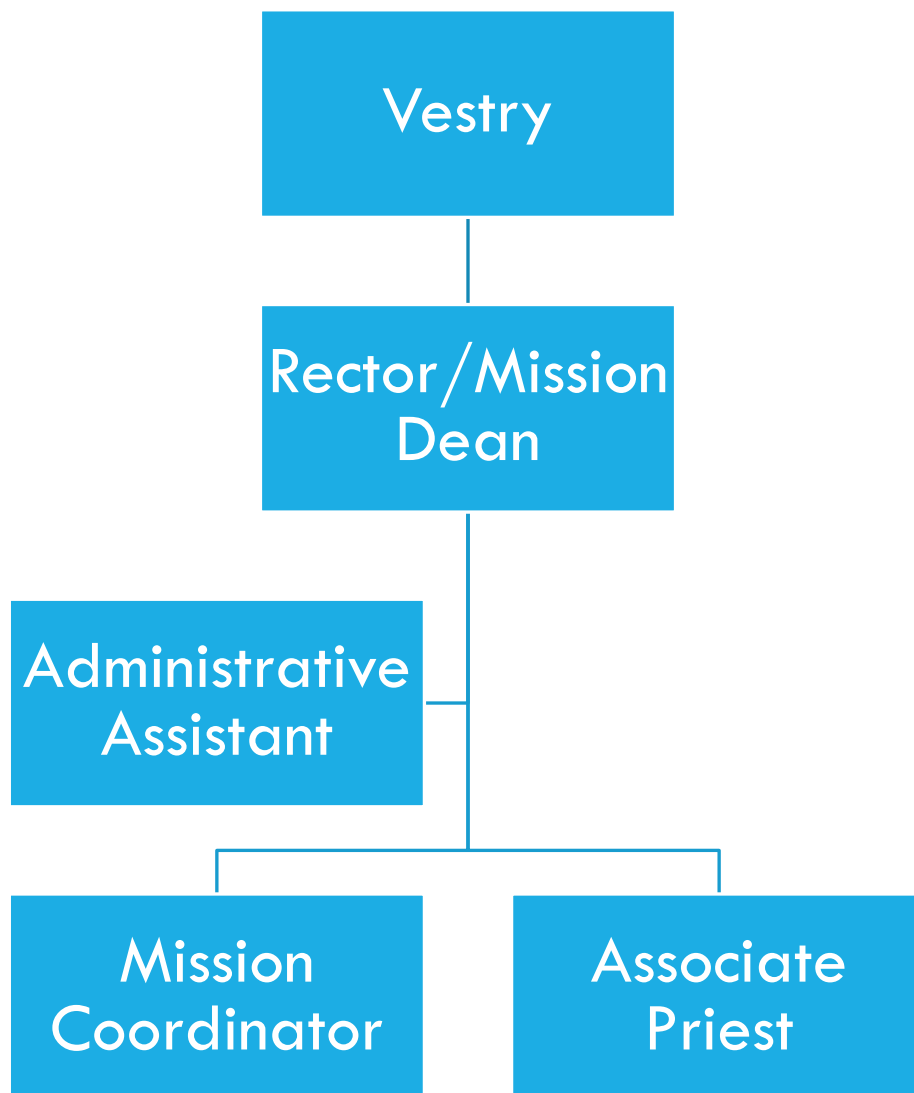 Vestry
Rector/Mission
Dean
Administrative
Assistant
Mission
Coordinator
Associate
Priest